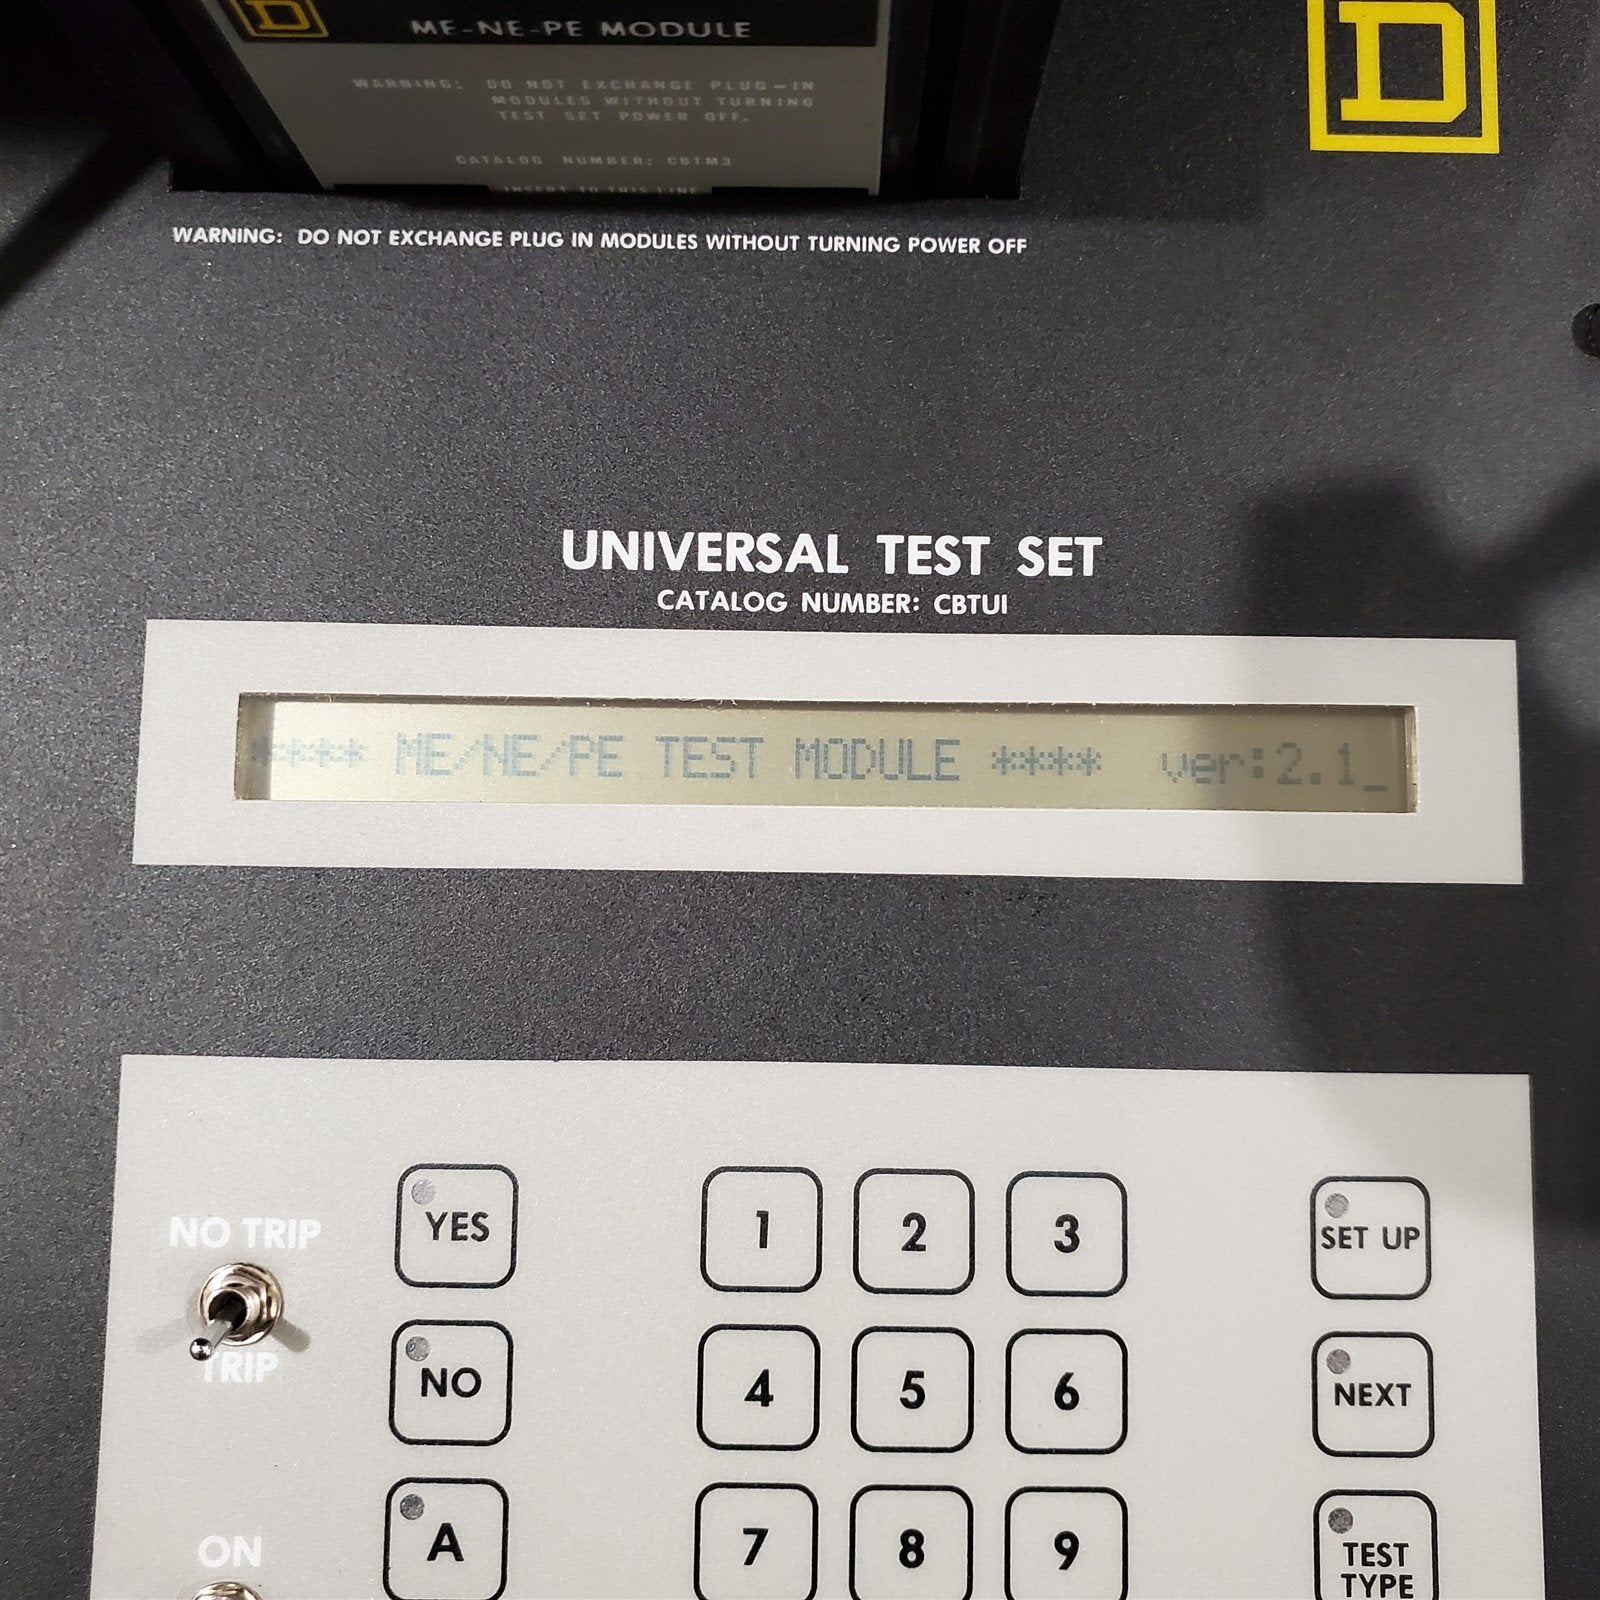 D
ME-NE-PE MODULE
WARNING: DO NOT EXCHANGE PLUG-IN
MODULES WITHOUT TURNING
TEST SET POWER OFF.
CATALOG NUMBER: CBTM3
INSERT TO THIS LINE
D
WARNING: DO NOT EXCHANGE PLUG IN MODULES WITHOUT TURNING POWER OFF
UNIVERSAL TEST SET
CATALOG NUMBER: CBTU1
**** ME/NE/PE TEST MODULE **** ver:2.1_
NO TRIP
TRIP
ON
YES
1
2
3
SET UP
NO
4
5
6
NEXT
A
7
8
9
TEST
TYPE